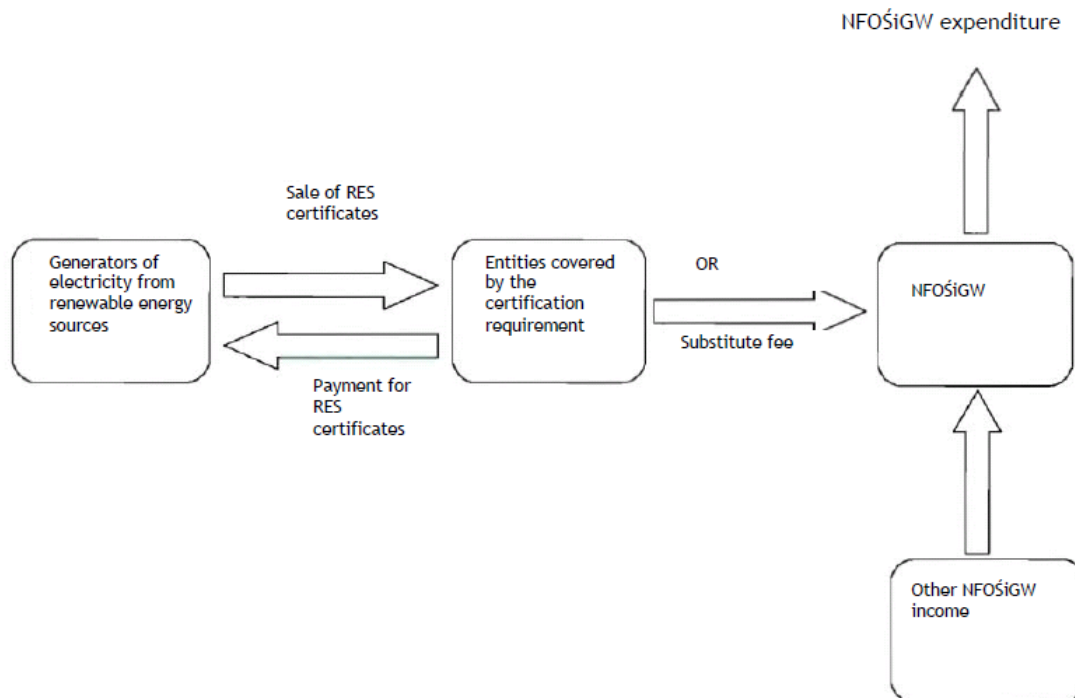 NFOŚiGW expenditure
Sale of RES
certificates
Generators of
electricity from
renewable energy
sources
Entities covered
by the
certification
requirement
OR
NFOŚiGW
Substitute fee
Payment for
RES
certificates
Other NFOŚiGW
income